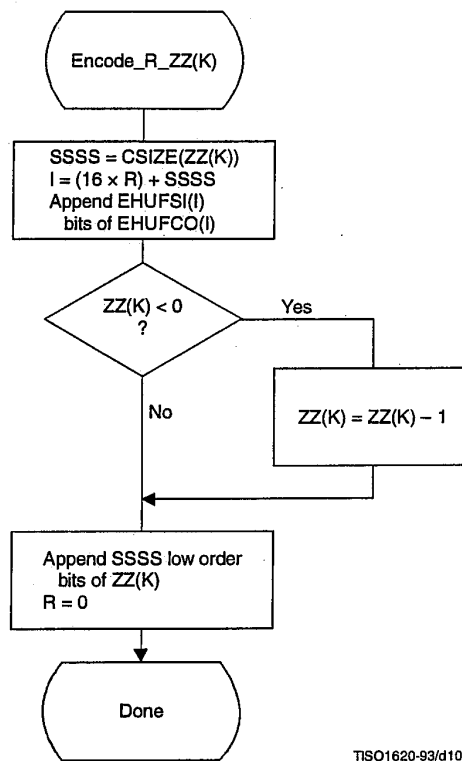 Encode_R_ZZ(K)
SSSS = CSIZE(ZZ(K))
I = (16 × R) + SSSS
Append EHUFSI(I)
bits of EHUFCO(I)
ZZ(K) < 0
?
Yes
ZZ(K) = ZZ(K) – 1
No
Append SSSS low order
bits of ZZ(K)
R = 0
Done
TISO1620-93/d10